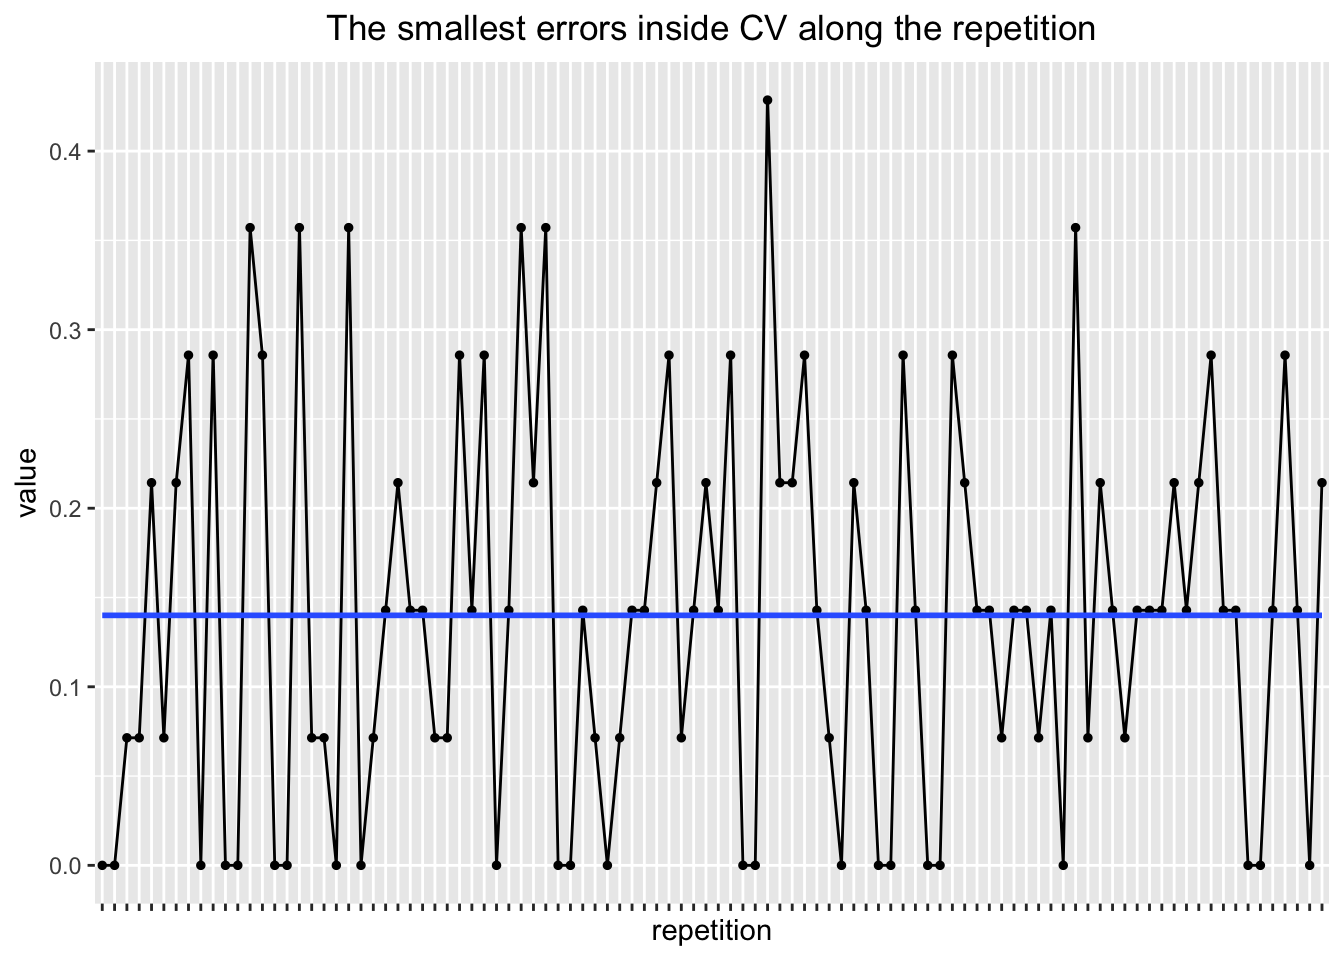 The smallest errors inside CV along the repetition
value
0.4
0.3
0.2
0.1
0.0
repetition